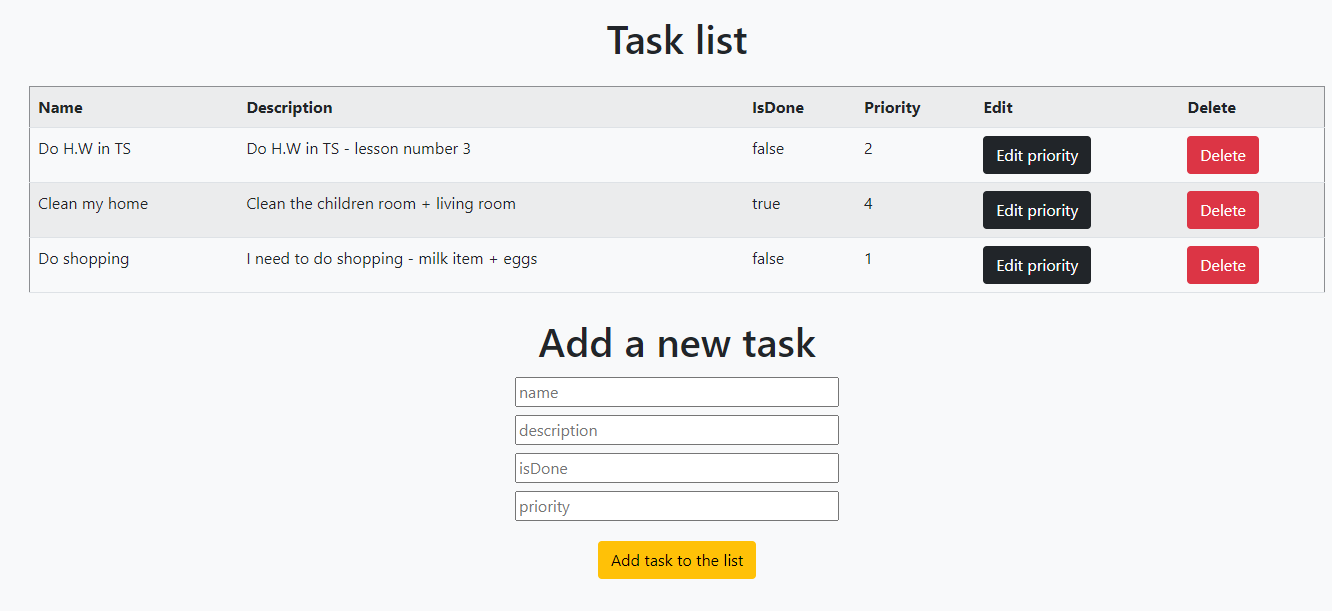 Task list
Name Description IsDone Priority Edit Delete
Do H.W in TS Do H.W in TS - lesson number 3 false 2 Edit priority Delete
Clean my home Clean the children room + living room true 4 Edit priority Delete
Do shopping I need to do shopping - milk item + eggs false 1 Edit priority Delete
Add a new task
name
description
isDone
priority
Add task to the list